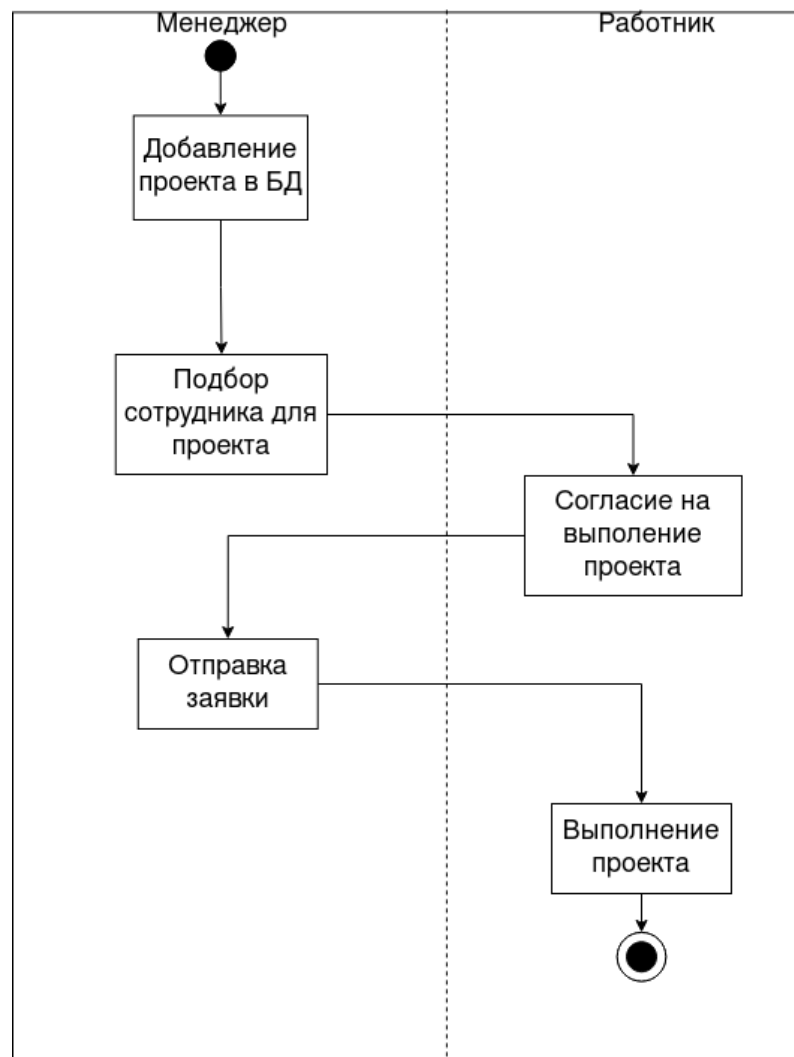 Менеджер
Работник
Добавление
проекта в БД
Подбор
сотрудника для
проекта
Согласие на
выполение
проекта
Отправка
заявки
Выполнение
проекта